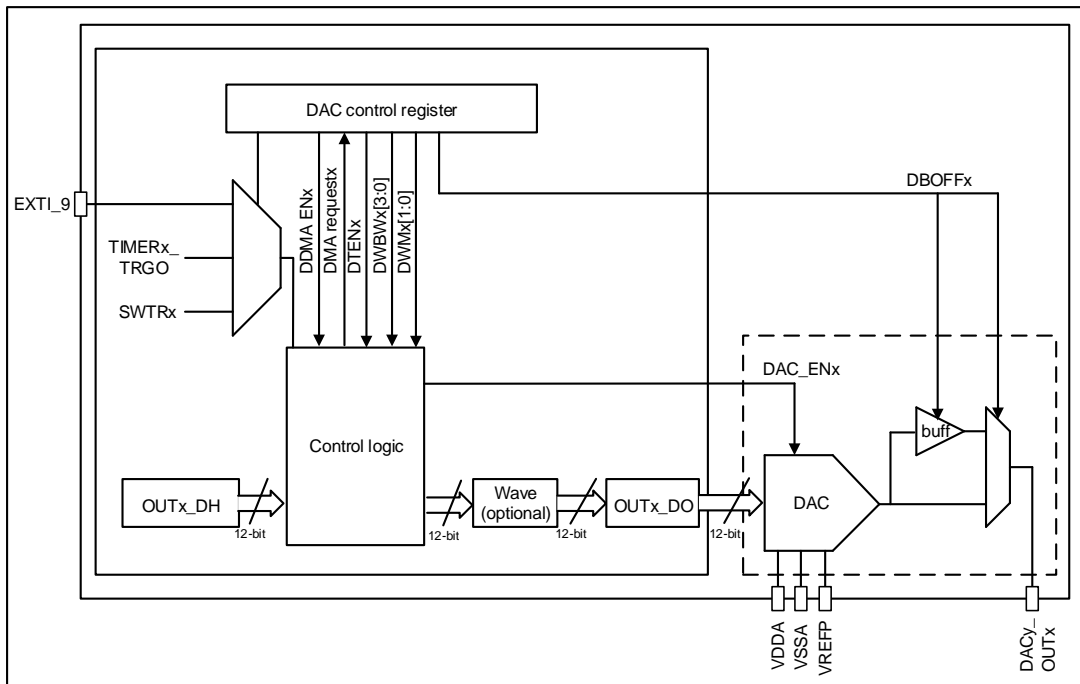 DAC control register
EXTI_9
TIMERx_
TRGO
SWTRx
DDMA ENx
DMA requestx
DTENx
DWBWx[3:0]
DWMx[1:0]
DBOFFx
DAC_ENx
Control logic
OUTx_DH
12-bit
12-bit
Wave
(optional)
12-bit
OUTx_DO
12-bit
DAC
buff
VDDA
VSSA
VREFP
DACy_
OUTx